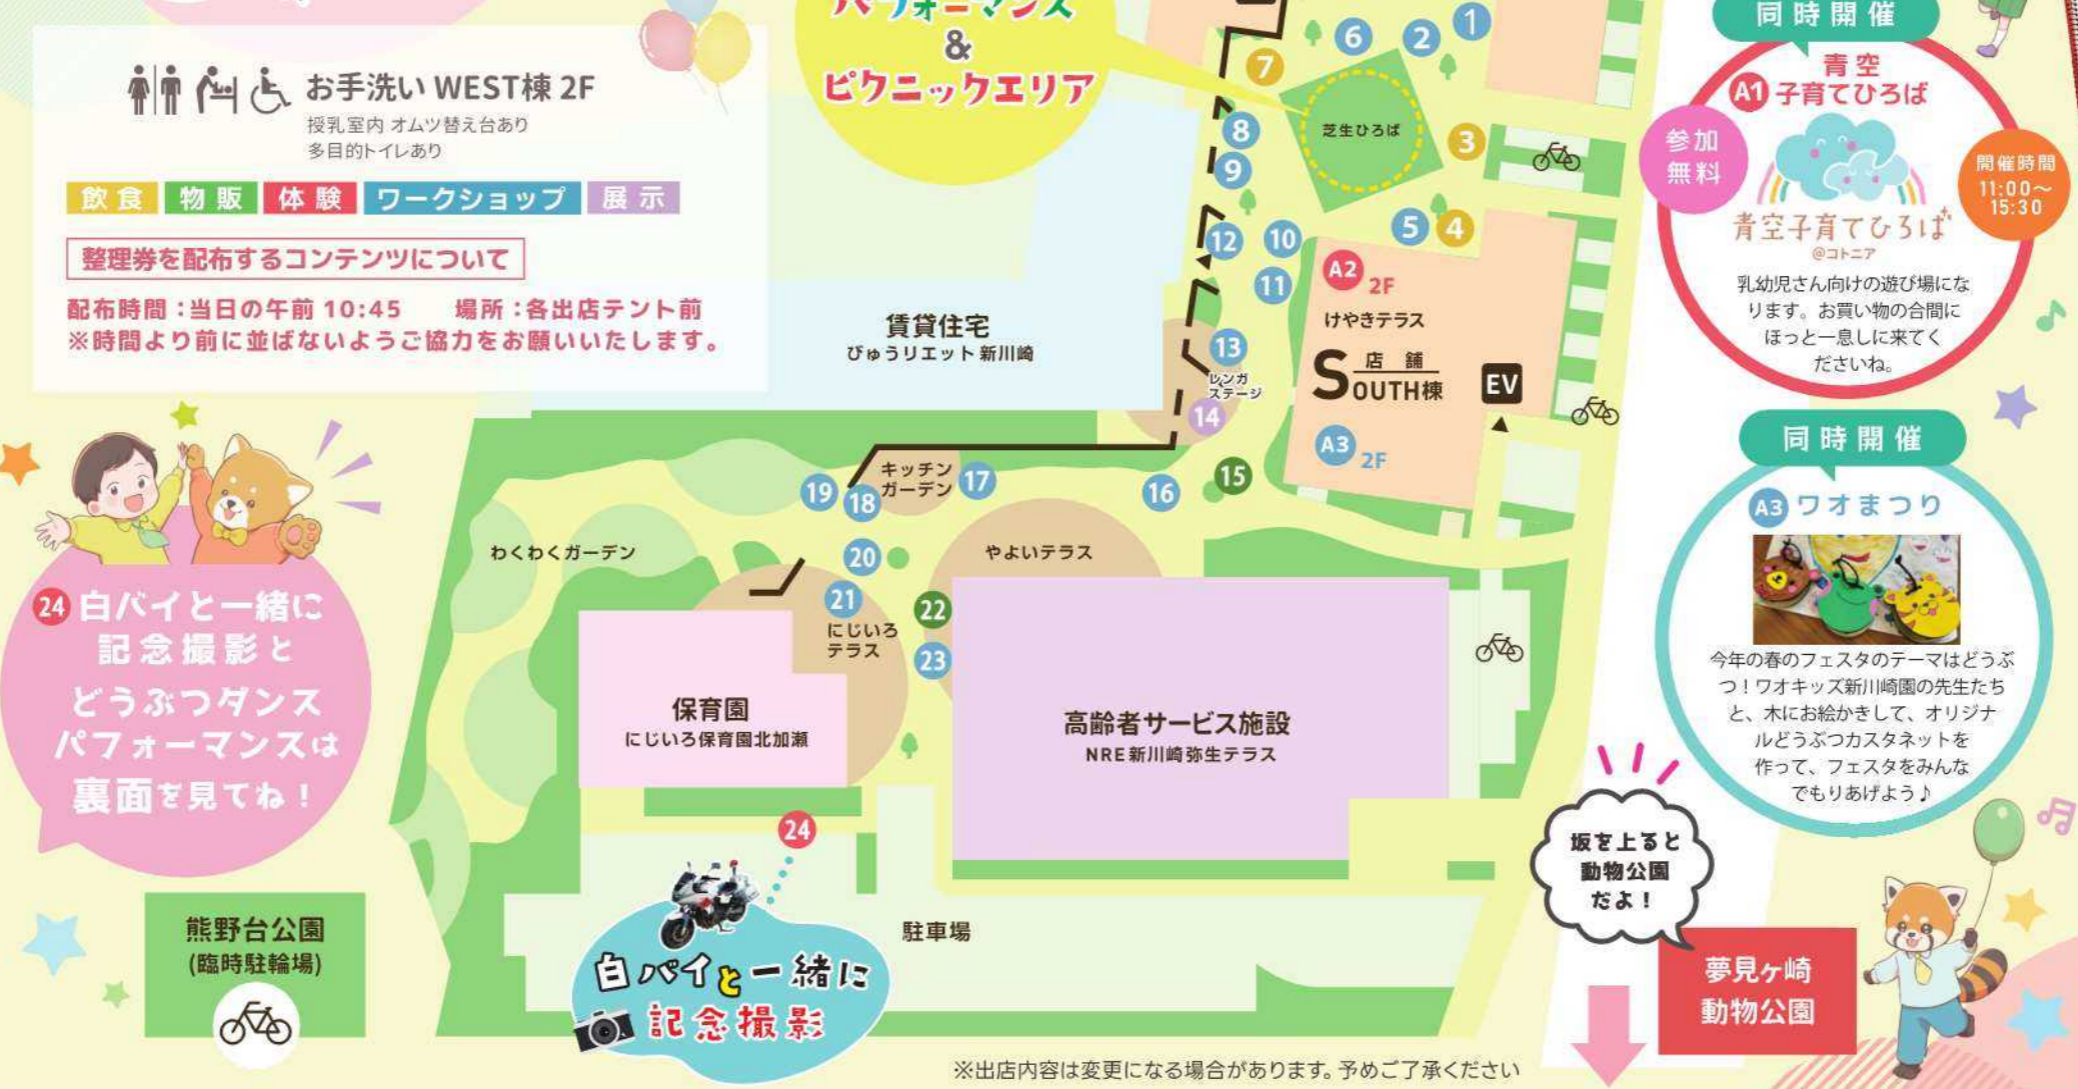 パフォーマンス
&
ピクニックエリア
お手洗い WEST棟 2F
授乳室内 オムツ替え台あり
多目的トイレあり
飲食 物販 体験 ワークショップ 展示
整理券を配布するコンテンツについて
配布時間:当日の午前 10:45 場所:各出店テント前
※時間より前に並ばないようご協力をお願いいたします。
24 白バイと一緒に
記念撮影と
どうぶつダンス
パフォーマンスは
裏面を見てね!
熊野台公園
(臨時駐輪場)
1
2
6
7
芝生ひろば
3
8
9
5
4
12
10
11
A2 2F
けやきテラス
店舗
SOUTH棟
EV
A3 2F
賃貸住宅
びゅうリエット新川崎
13
レンガ
ステージ
14
15
16
キッチン
ガーデン
17
18
19
わくわくガーデン
20
やよいテラス
21
にじいろ
テラス
22
23
保育園
にじいろ保育園北加瀬
高齢者サービス施設
NRE新川崎弥生テラス
24
駐車場
白バイと一緒に
記念撮影
※出店内容は変更になる場合があります。予めご了承ください
同時開催
青空
A1 子育てひろば
参加
無料
開催時間
11:00〜
15:30
青空子育てひろば
@コトニア
乳幼児さん向けの遊び場にな
ります。お買い物の合間に
ほっと一息しに来てく
ださいね。
同時開催
A3 ワオまつり
今年の春のフェスタのテーマはどうぶ
つ!ワオキッズ新川崎園の先生たち
と、木にお絵かきして、オリジナ
ルどうぶつカスタネットを
作って、フェスタをみんな
でもりあげよう♪
坂を上ると
動物公園
だよ!
夢見ヶ崎
動物公園